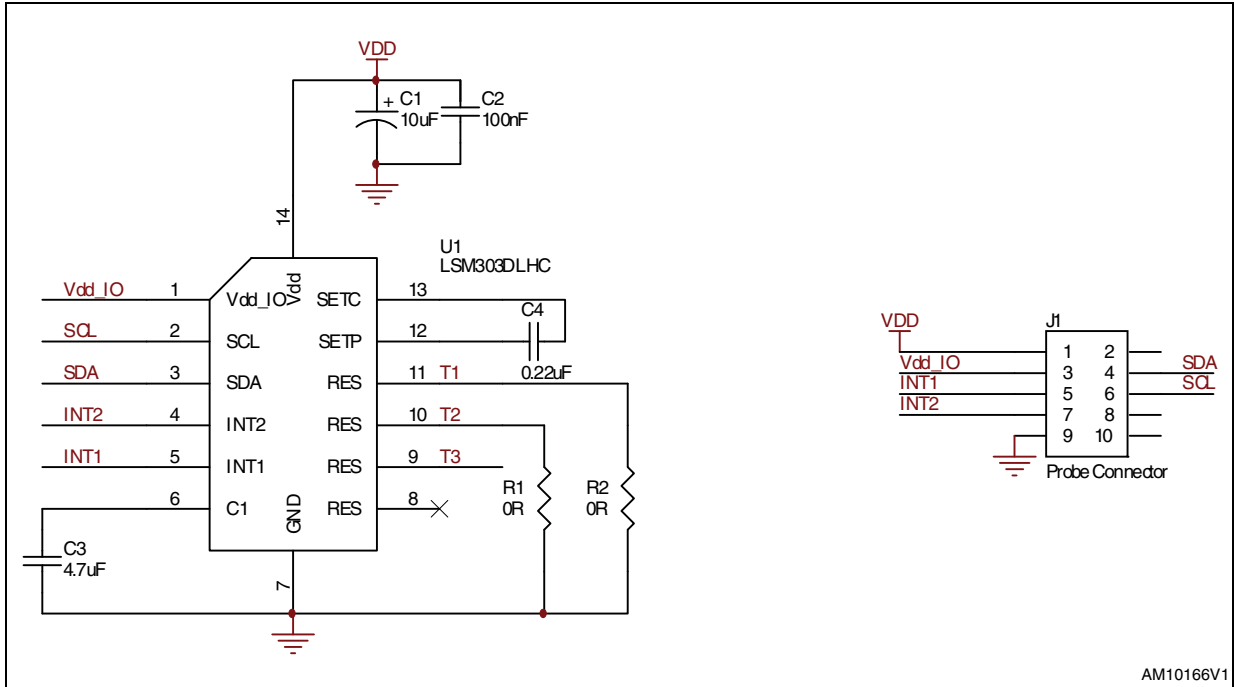 VDD
+ C1
10uF
C2
100nF
14
U1
LSM303DLHC
Vdd_IO 1 Vdd_IO Vdd SETC 13
SCL 2 SCL SETP 12 C4
0.22uF
SDA 3 SDA RES 11 T1
INT2 4 INT2 RES 10 T2
INT1 5 INT1 RES 9 T3
6 C1 GND RES 8
R1
0R
R2
0R
C3
4.7uF
7
VDD
J1
1 2
Vdd_IO 3 4 SDA
INT1 5 6 SCL
INT2 7 8
9 10
Probe Connector
AM10166V1